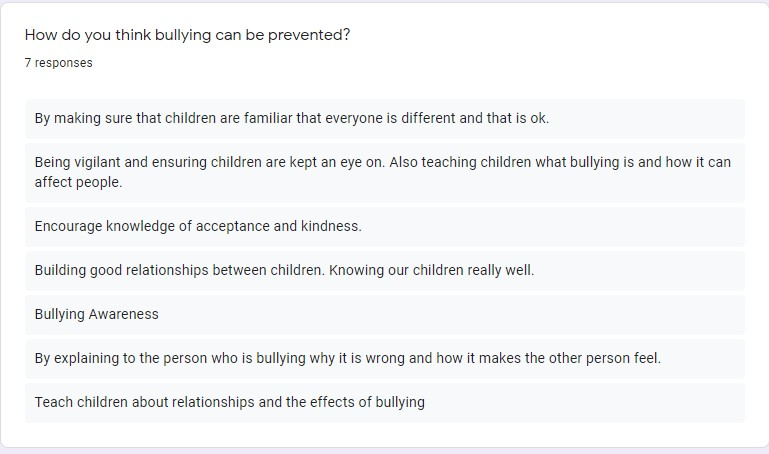 How do you think bullying can be prevented?
7 responses
By making sure that children are familiar that everyone is different and that is ok.
Being vigilant and ensuring children are kept an eye on. Also teaching children what bullying is and how it can
affect people.
Encourage knowledge of acceptance and kindness.
Building good relationships between children. Knowing our children really well.
Bullying Awareness
By explaining to the person who is bullying why it is wrong and how it makes the other person feel.
Teach children about relationships and the effects of bullying